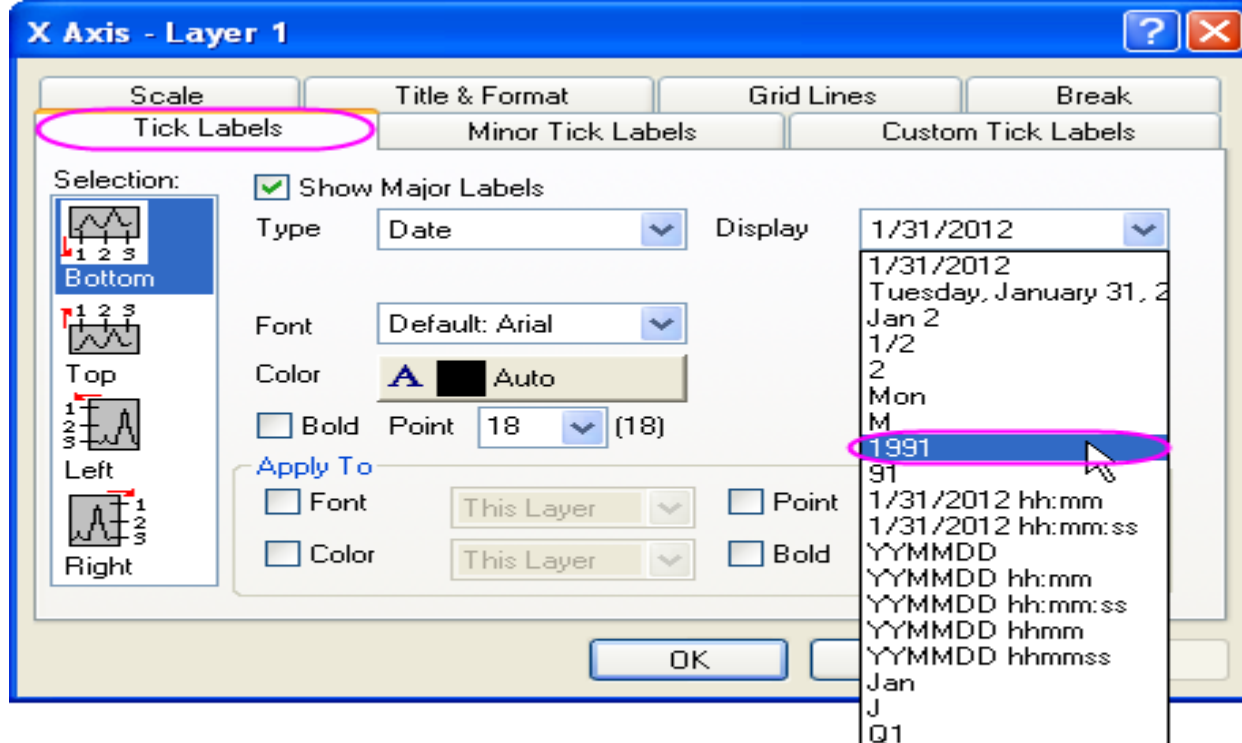 X Axis - Layer 1
Scale
Title & Format
Grid Lines
Break
Tick Labels
Minor Tick Labels
Custom Tick Labels
Selection:
1 2 3
Bottom
1 2 3
Top
1
2
3
Left
1
2
3
Right
Show Major Labels
Type
Date
Display
1/31/2012
Font
Default: Arial
Color
A
Auto
Bold
Point
18
(18)
Apply To
Font
This Layer
Point
Color
This Layer
Bold
1/31/2012
Tuesday, January 31, 2
Jan 2
1/2
2
Mon
M
1991
91
1/31/2012 hh:mm
1/31/2012 hh:mm:ss
YYMMDD
YYMMDD hh:mm
YYMMDD hh:mm:ss
YYMMDD hhmm
YYMMDD hhmmss
Jan
J
Q1
OK